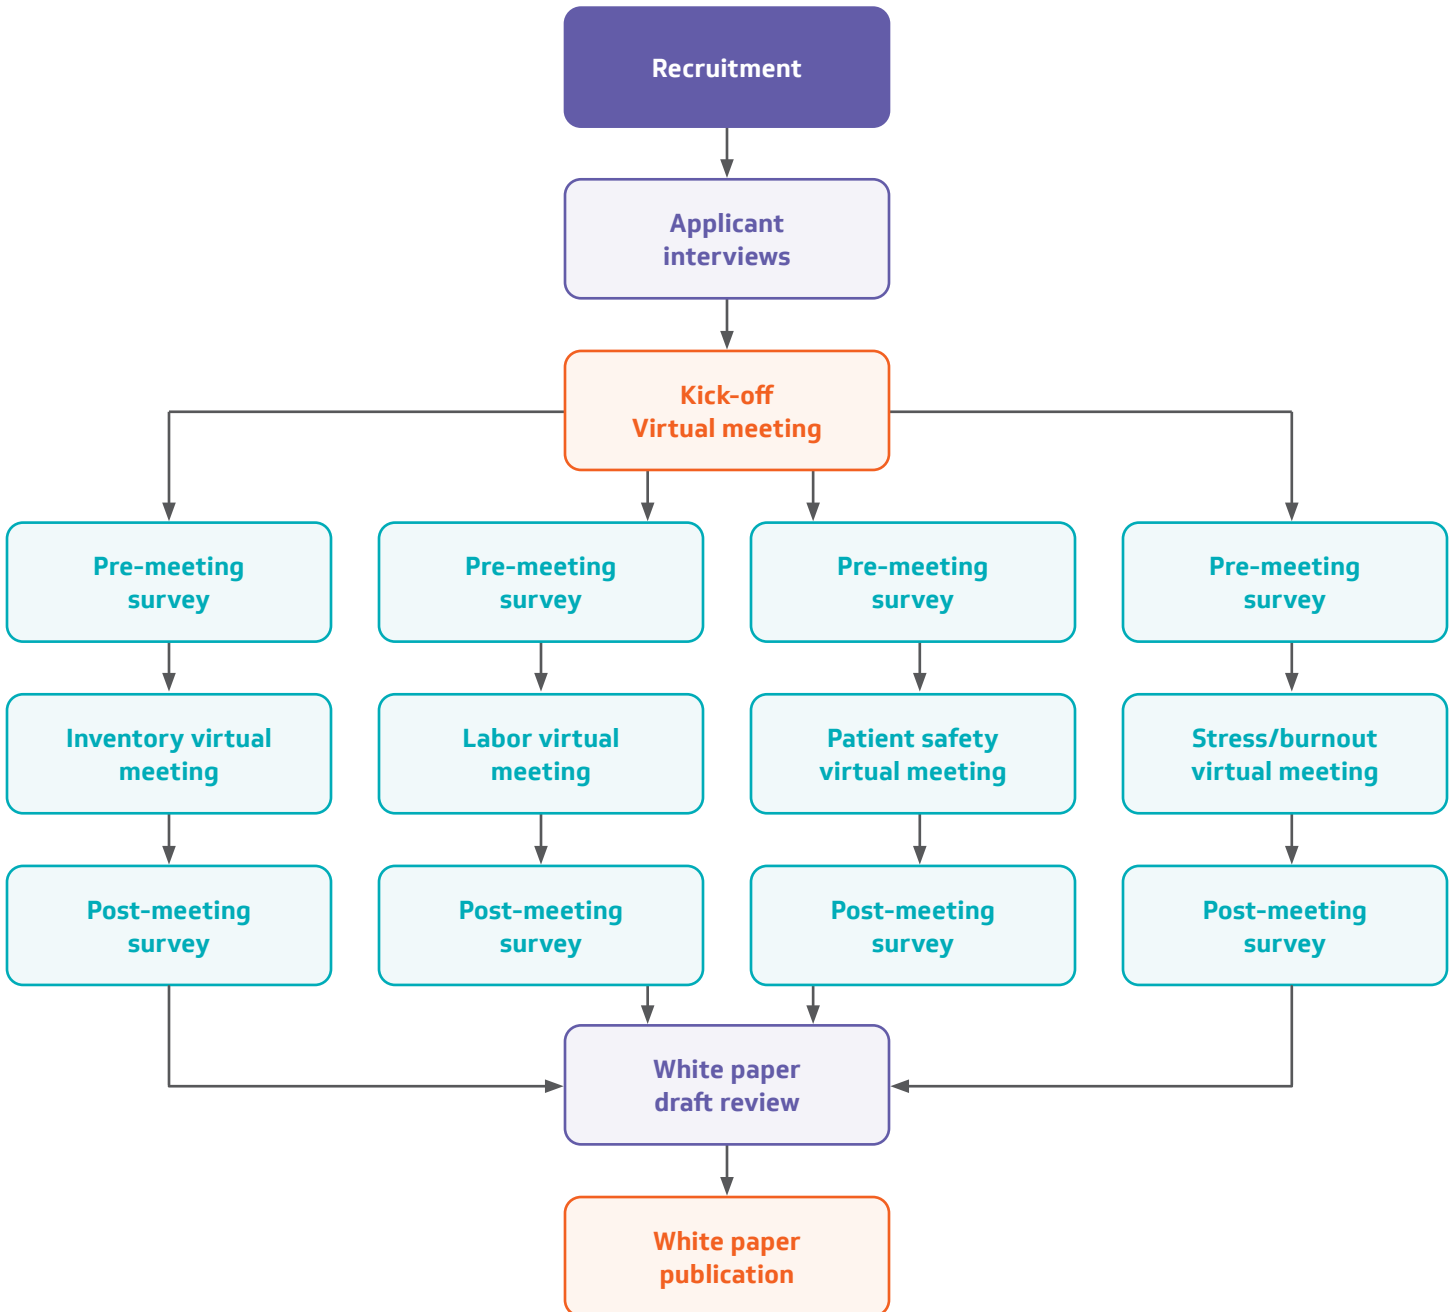 Recruitment
Applicant
interviews
Kick-off
Virtual meeting
Pre-meeting
survey
Pre-meeting
survey
Pre-meeting
survey
Pre-meeting
survey
Inventory virtual
meeting
Labor virtual
meeting
Patient safety
virtual meeting
Stress/burnout
virtual meeting
Post-meeting
survey
Post-meeting
survey
Post-meeting
survey
Post-meeting
survey
White paper
draft review
White paper
publication